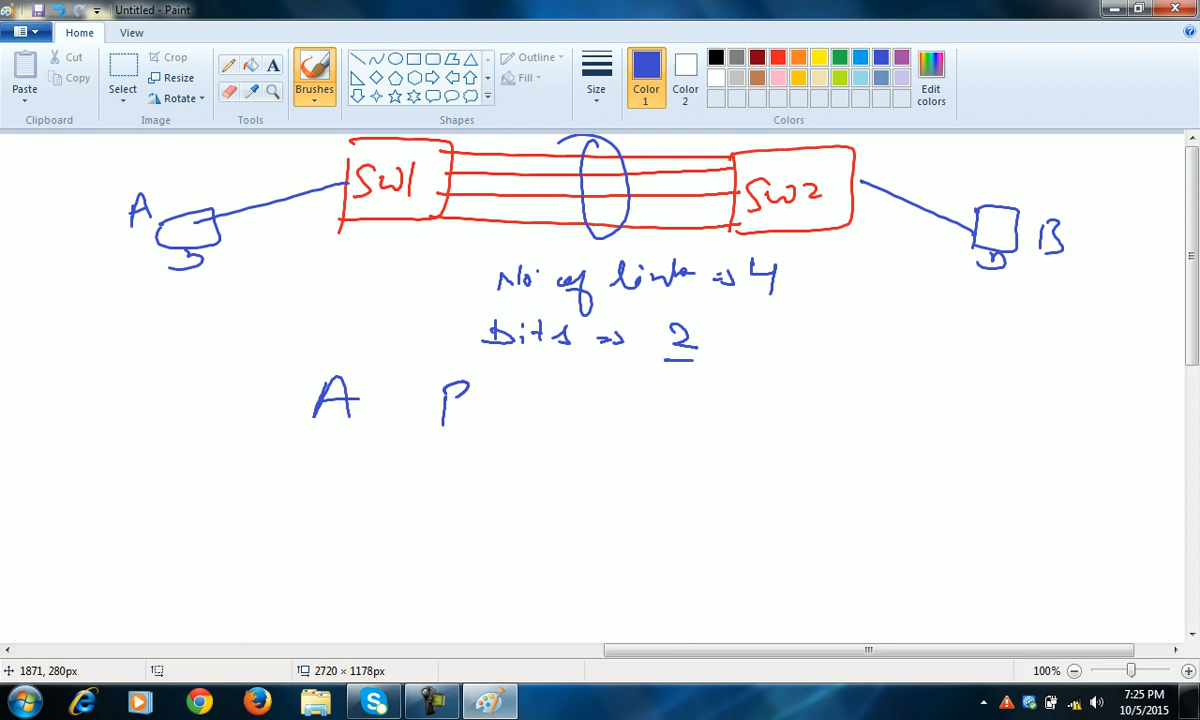 Untitled - Paint
Home View
Paste
Cut
Copy
Clipboard
Select
Crop
Resize
Rotate
Image
Tools
Brushes
Outline
Fill
Shapes
Size
Color 1
Color 2
Edit colors
Colors
A
SW1
SW2
B
No of link => 4
bits => 2
A P
1871, 280px
2720 × 1178px
100%
7:25 PM
10/5/2015